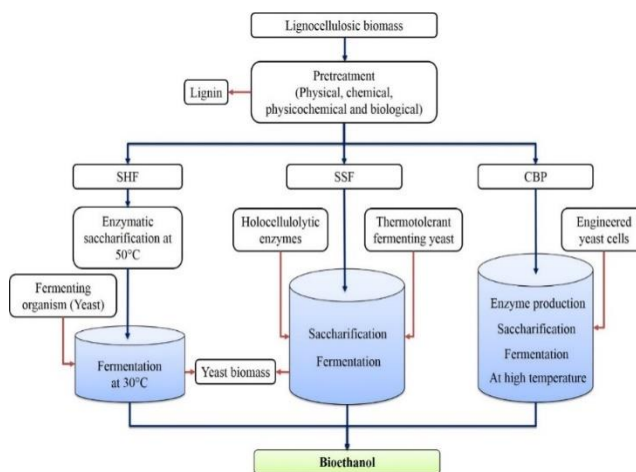 Lignocellulosic biomass
Pretreatment
(Physical, chemical,
physicochemical and biological)
Lignin
SHF
SSF
CBP
Enzymatic
saccharification at
50°C
Holocellulolytic
enzymes
Thermotolerant
fermenting yeast
Engineered
yeast cells
Fermenting
organism (Yeast)
Fermentation
at 30°C
Yeast biomass
Saccharification
Fermentation
Enzyme production
Saccharification
Fermentation
At high temperature
Bioethanol